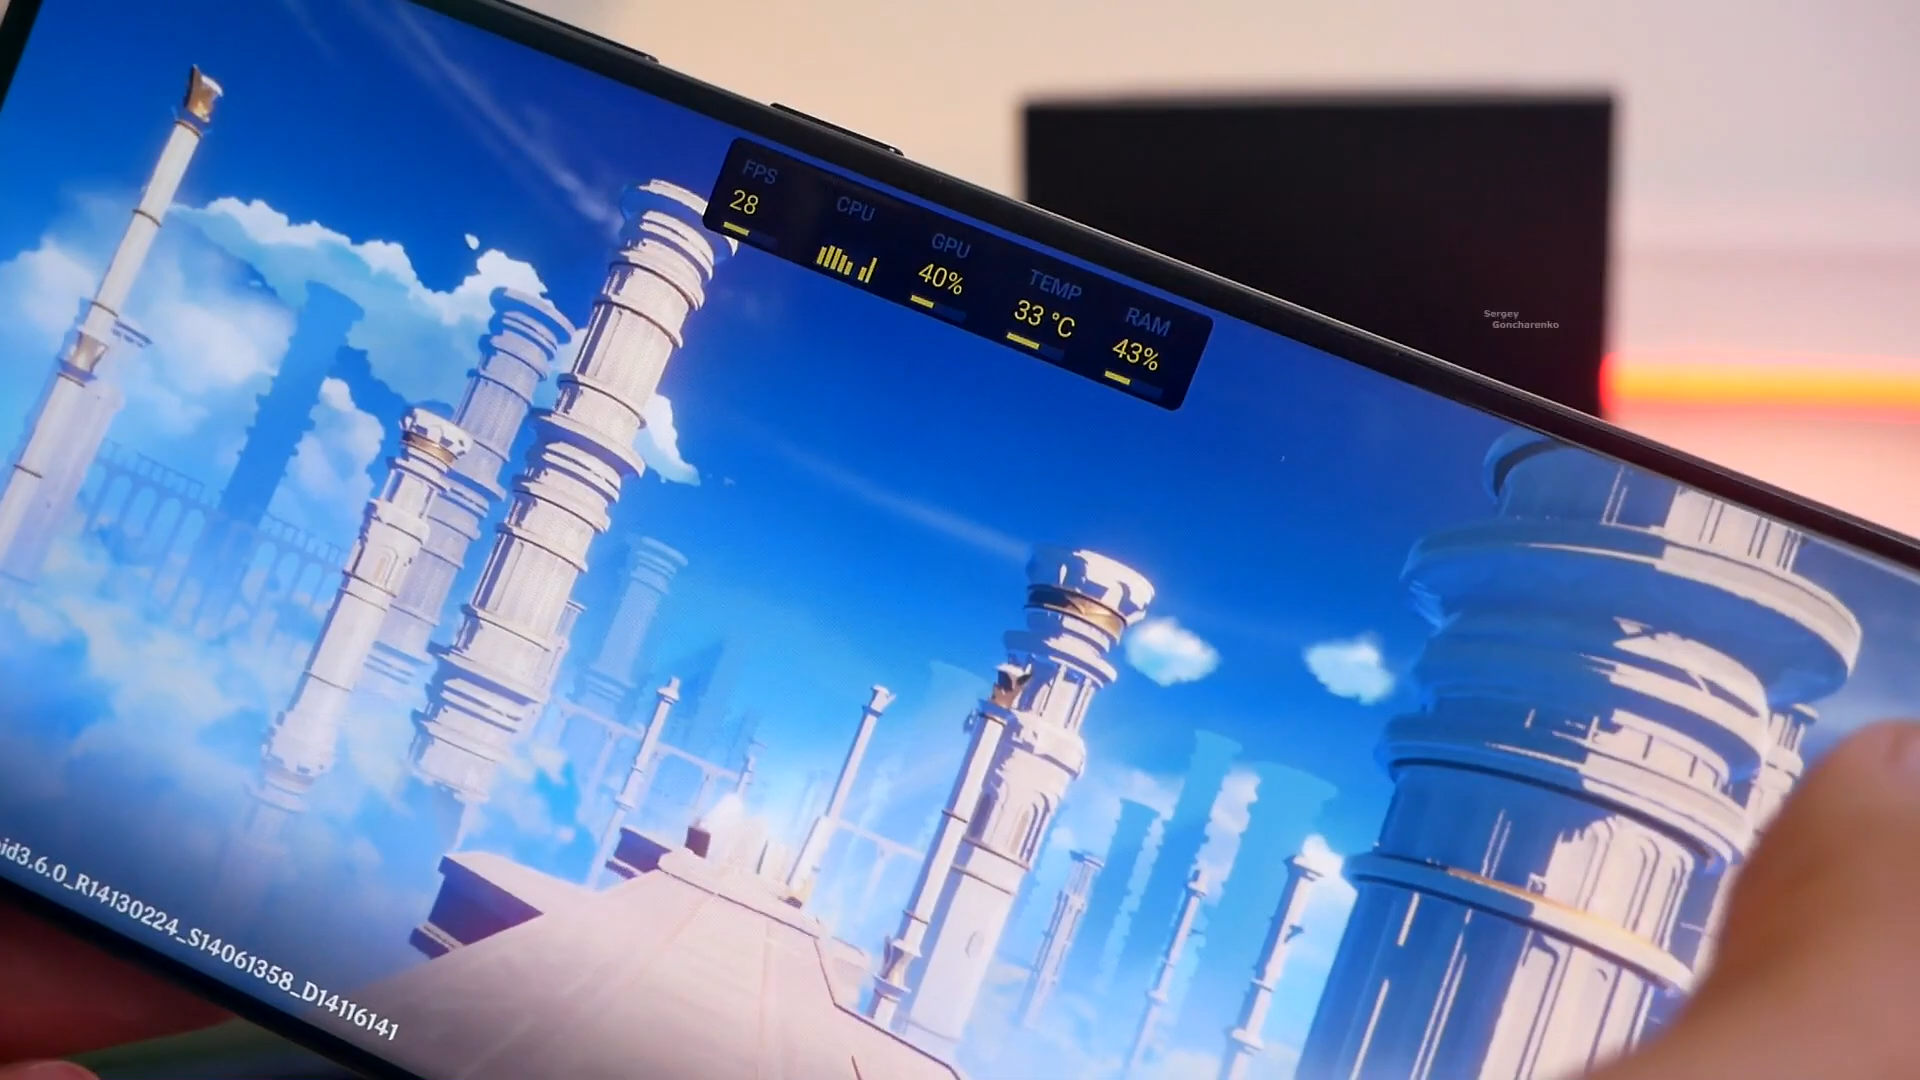 FPS
28
CPU
GPU
40%
TEMP
33 °C
RAM
43%
Sergey
Goncharenko
id3.6.0_R14130224_S14061358_D14116141